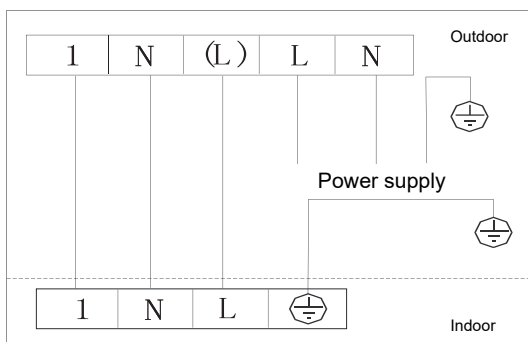 Outdoor
1 N (L) L N
Power supply
1 N L
Indoor